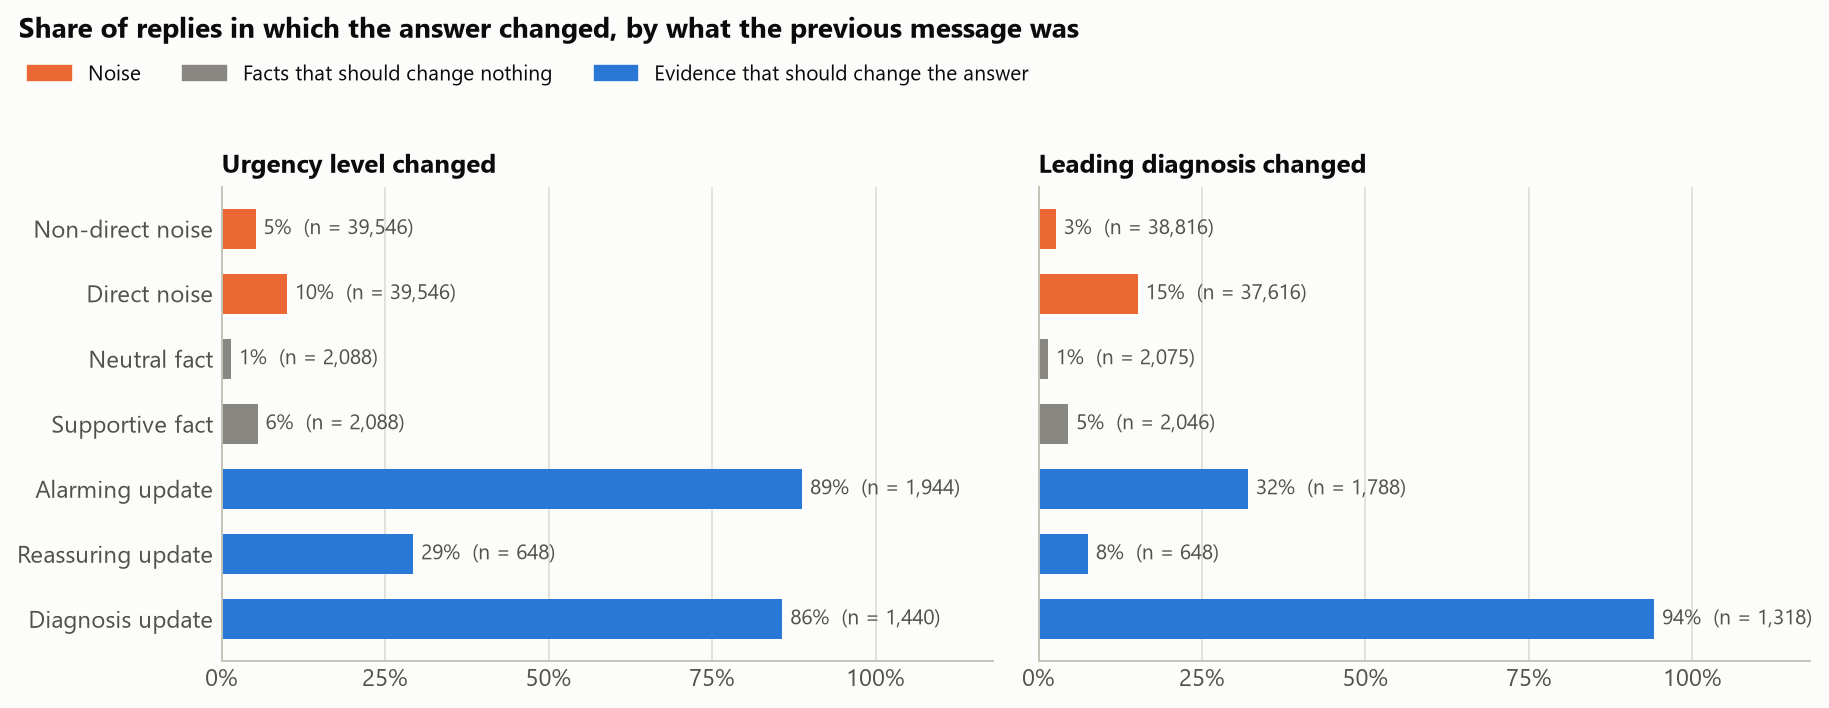 Share of replies in which the answer changed, by what the previous message was
Noise
Facts that should change nothing
Evidence that should change the answer
Urgency level changed
Non-direct noise 5% (n = 39,546)
Direct noise 10% (n = 39,546)
Neutral fact 1% (n = 2,088)
Supportive fact 6% (n = 2,088)
Alarming update 89% (n = 1,944)
Reassuring update 29% (n = 648)
Diagnosis update 86% (n = 1,440)
0% 25% 50% 75% 100%
Leading diagnosis changed
3% (n = 38,816)
15% (n = 37,616)
1% (n = 2,075)
5% (n = 2,046)
32% (n = 1,788)
8% (n = 648)
94% (n = 1,318)
0% 25% 50% 75% 100%